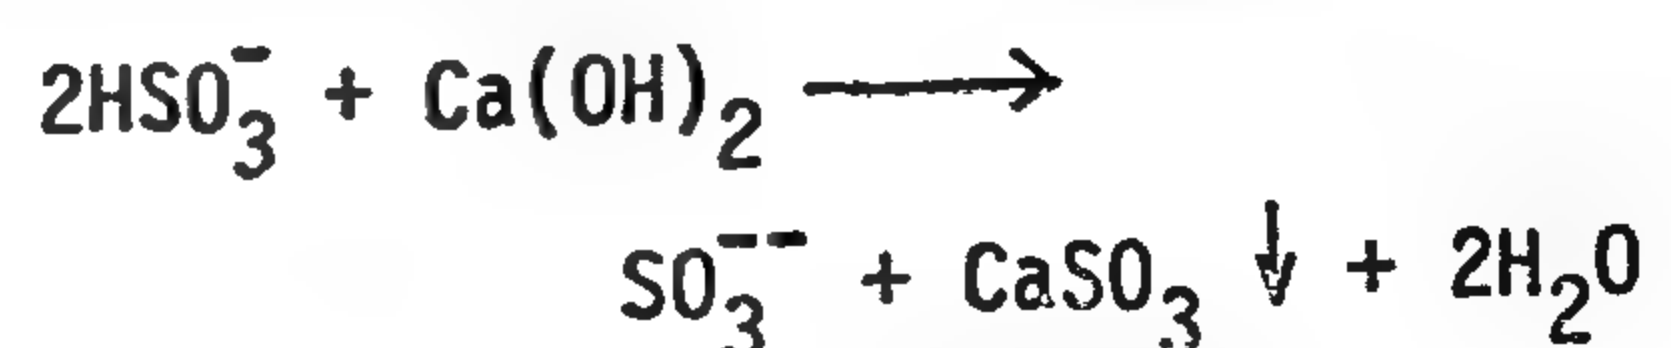 2HSO₃⁻ + Ca(OH)₂ ⟶
SO₃⁻⁻ + CaSO₃ ↓ + 2H₂O